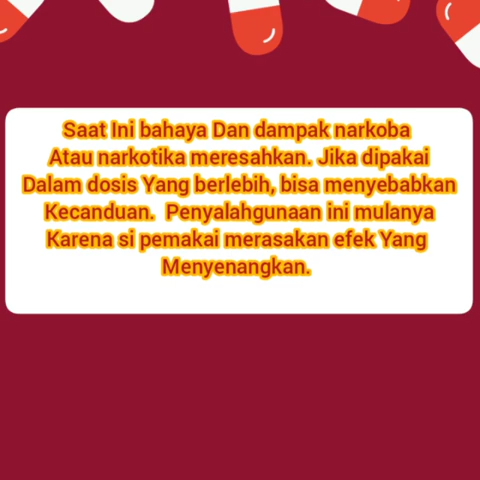 Saat Ini bahaya Dan dampak narkoba
Atau narkotika meresahkan. Jika dipakai
Dalam dosis Yang berlebih, bisa menyebabkan
Kecanduan. Penyalahgunaan ini mulanya
Karena si pemakai merasakan efek Yang
Menyenangkan.